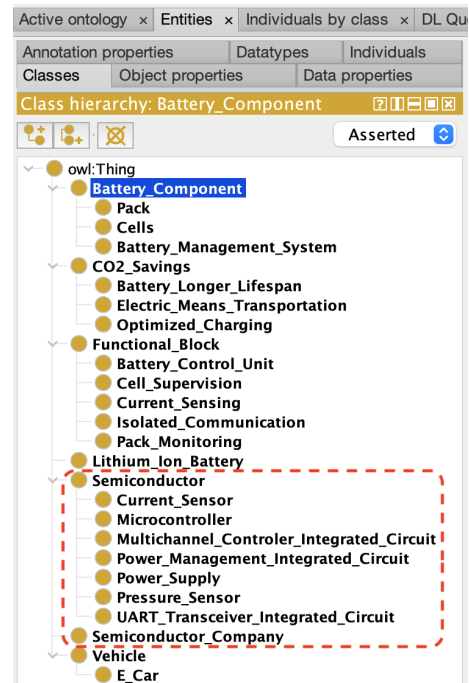 Active ontology × Entities × Individuals by class × DL Qu
Annotation properties Datatypes Individuals
Classes Object properties Data properties
Class hierarchy: Battery_Component
Asserted
owl:Thing
Battery_Component
Pack
Cells
Battery_Management_System
CO2_Savings
Battery_Longer_Lifespan
Electric_Means_Transportation
Optimized_Charging
Functional_Block
Battery_Control_Unit
Cell_Supervision
Current_Sensing
Isolated_Communication
Pack_Monitoring
Lithium_Ion_Battery
Semiconductor
Current_Sensor
Microcontroller
Multichannel_Controler_Integrated_Circuit
Power_Management_Integrated_Circuit
Power_Supply
Pressure_Sensor
UART_Transceiver_Integrated_Circuit
Semiconductor_Company
Vehicle
E_Car